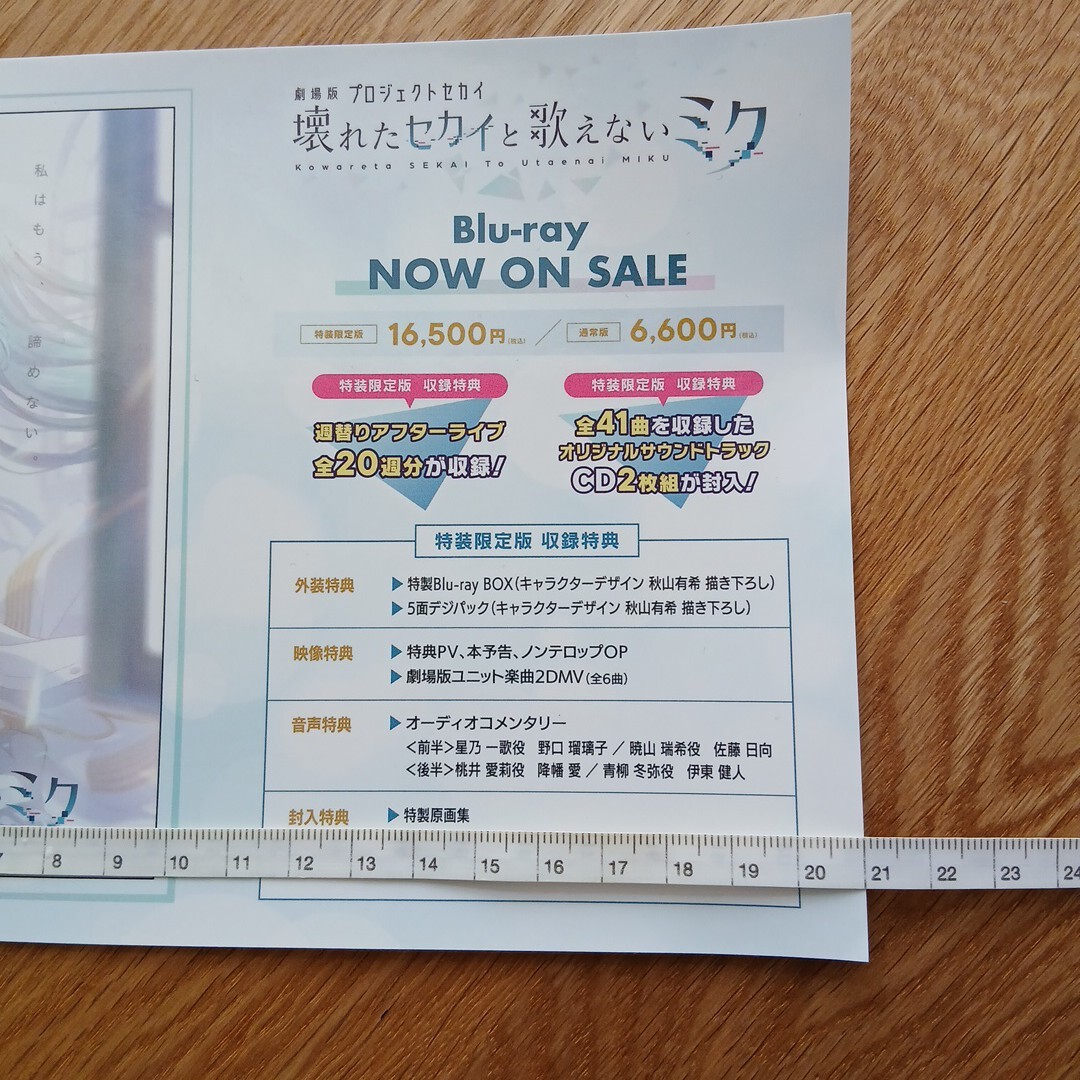 劇場版 プロジェクトセカイ
壊れたセカイと歌えないミク
Kowareta SEKAI To Utaenai MIKU
私はもう、
諦めない。
Blu-ray
NOW ON SALE
特装限定版 16,500円(税込) ／ 通常版 6,600円(税込)
特装限定版 収録特典
週替りアフターライブ
全20週分が収録!
特装限定版 収録特典
全41曲を収録した
オリジナルサウンドトラック
CD2枚組が封入!
特装限定版 収録特典
外装特典 ▶特製Blu-ray BOX(キャラクターデザイン 秋山有希 描き下ろし)
▶5面デジパック(キャラクターデザイン 秋山有希 描き下ろし)
映像特典 ▶特典PV、本予告、ノンテロップOP
▶劇場版ユニット楽曲2DMV(全6曲)
音声特典 ▶オーディオコメンタリー
<前半>星乃 一歌役 野口 瑠璃子 ／ 暁山 瑞希役 佐藤 日向
<後半>桃井 愛莉役 降幡 愛 ／ 青柳 冬弥役 伊東 健人
封入特典 ▶特製原画集
ミク
7 8 9 10 11 12 13 14 15 16 17 18 19 20 21 22 23 24